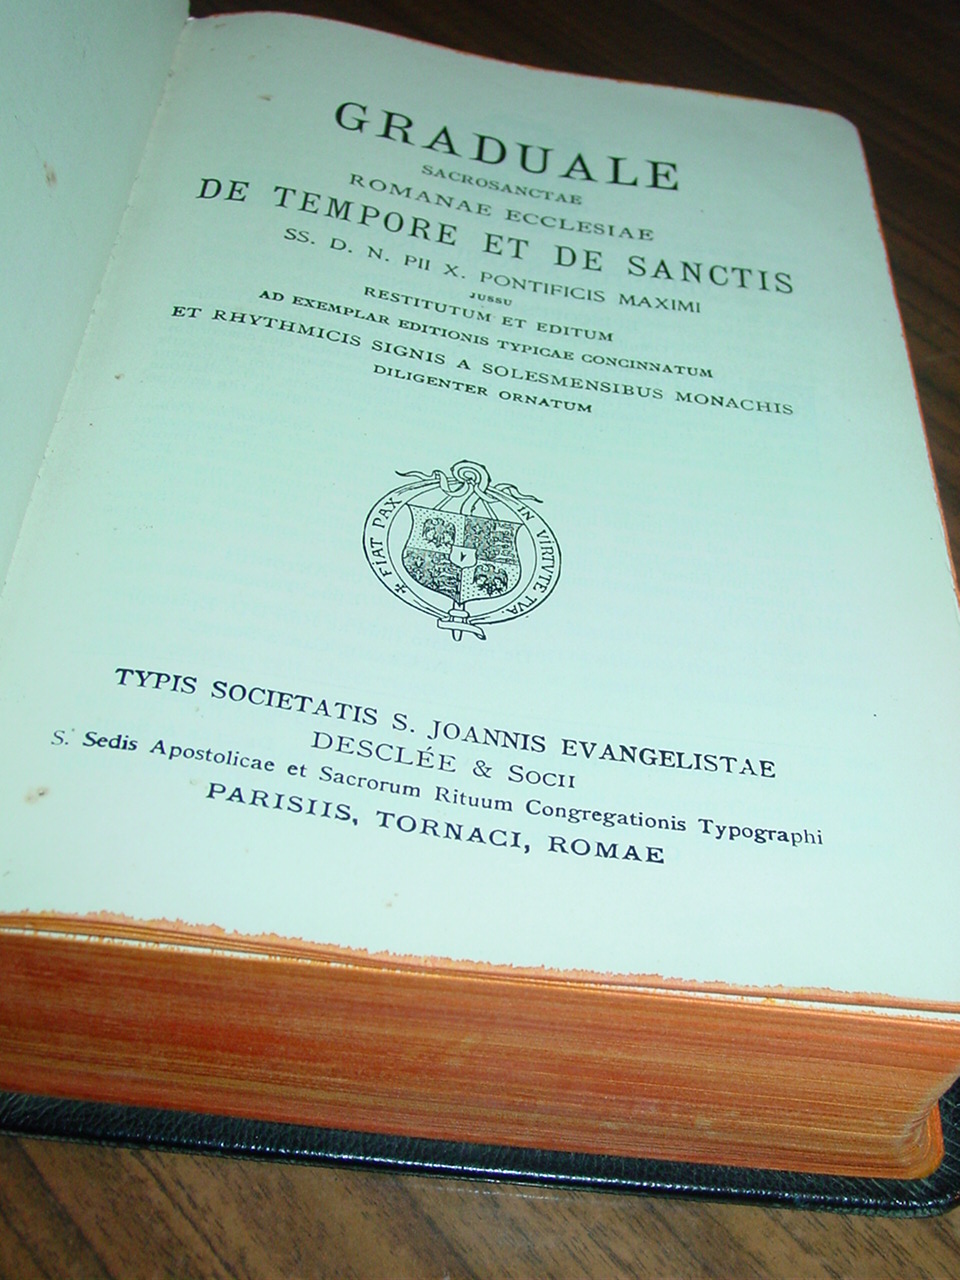 GRADUALE
SACROSANCTAE
ROMANAE ECCLESIAE
DE TEMPORE ET DE SANCTIS
SS. D. N. PII X. PONTIFICIS MAXIMI
JUSSU
RESTITUTUM ET EDITUM
AD EXEMPLAR EDITIONIS TYPICAE CONCINNATUM
ET RHYTHMICIS SIGNIS A SOLESMENSIBUS MONACHIS
DILIGENTER ORNATUM
✠ FIAT PAX IN VIRTVTE TVA.
TYPIS SOCIETATIS S. JOANNIS EVANGELISTAE
DESCLÉE & SOCII
S. Sedis Apostolicae et Sacrorum Rituum Congregationis Typographi
PARISIIS, TORNACI, ROMAE